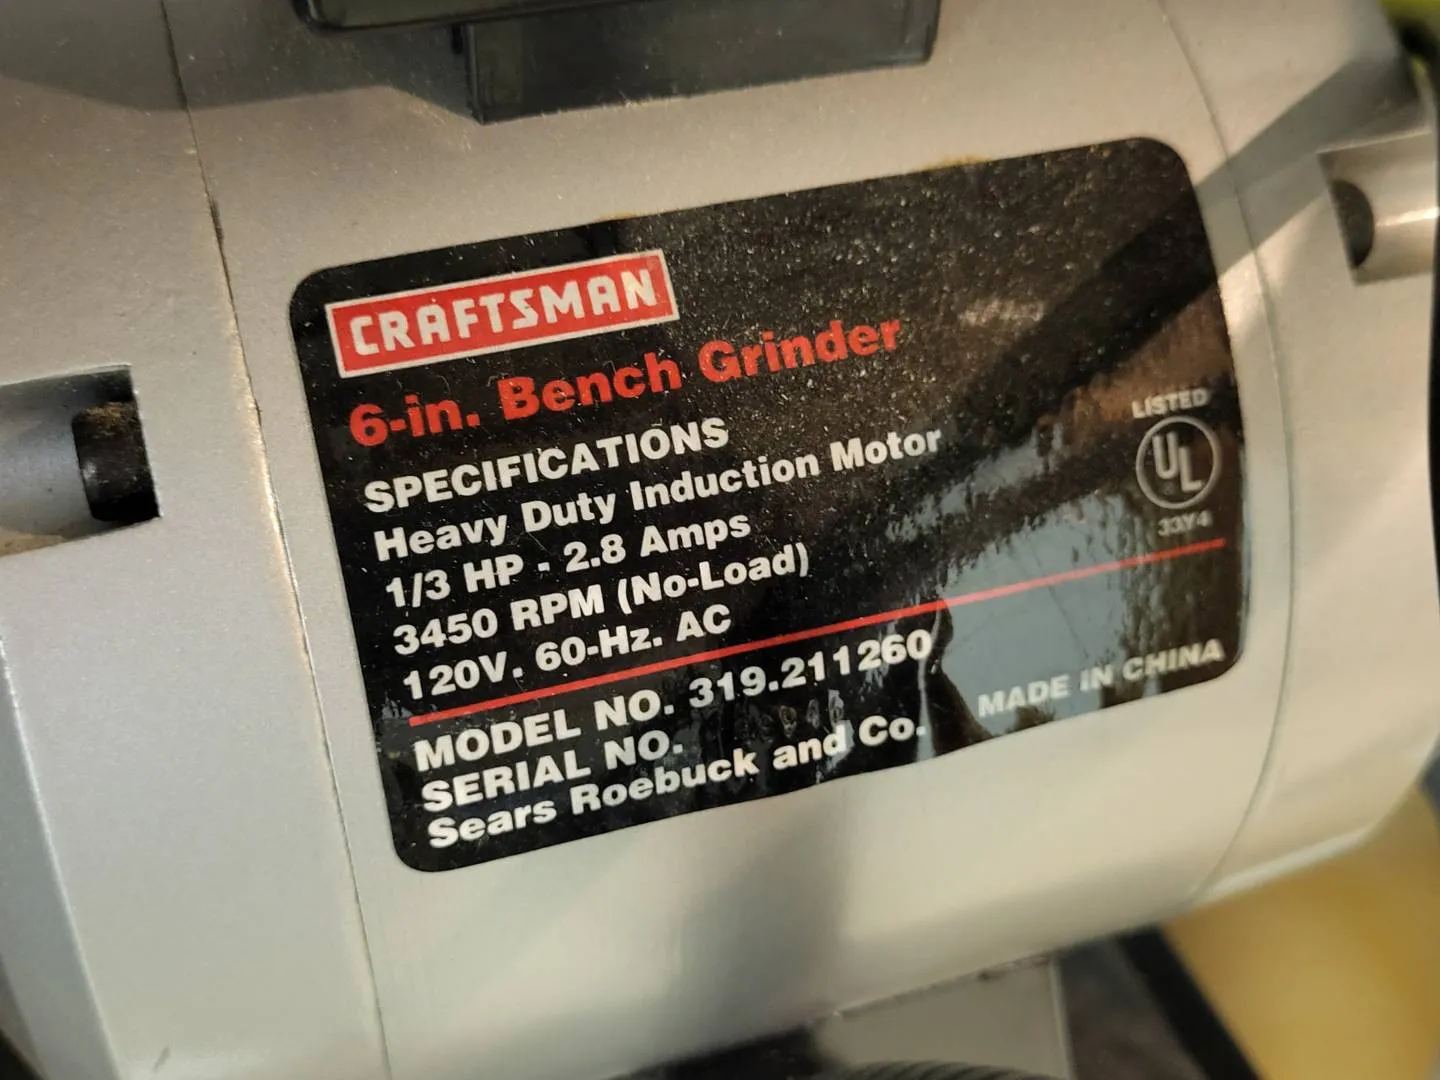 CRAFTSMAN
6-in. Bench Grinder
SPECIFICATIONS
Heavy Duty Induction Motor
1/3 HP - 2.8 Amps
3450 RPM (No-Load)
120V. 60-Hz. AC
LISTED
UL
33Y4
MODEL NO. 319.211260
SERIAL NO.
Sears Roebuck and Co.
MADE IN CHINA